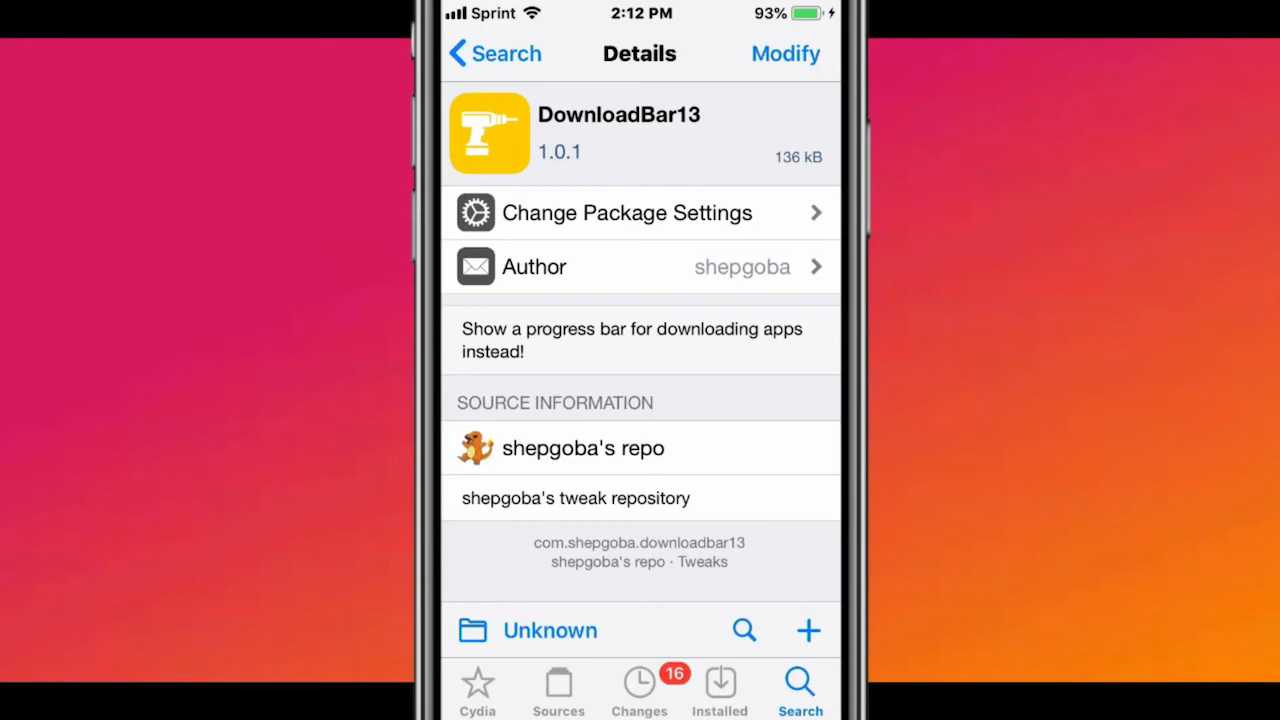 Sprint 2:12 PM 93%
Search Details Modify
DownloadBar13
1.0.1 136 kB
Change Package Settings
Author shepgoba
Show a progress bar for downloading apps
instead!
SOURCE INFORMATION
shepgoba's repo
shepgoba's tweak repository
com.shepgoba.downloadbar13
shepgoba's repo · Tweaks
Unknown
16
Cydia Sources Changes Installed Search